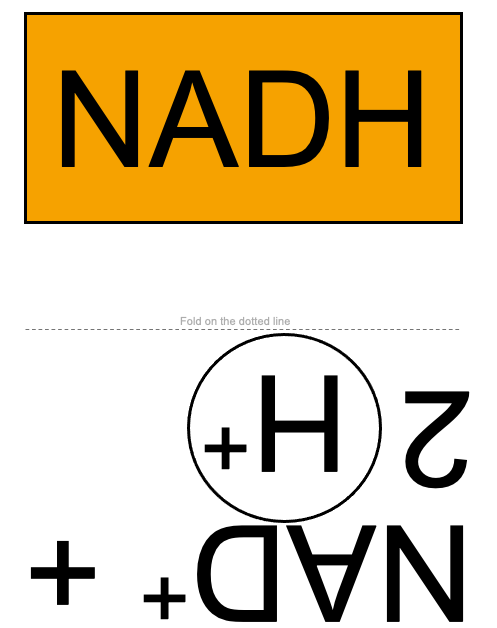 NADH
Fold on the dotted line
NAD⁺ +
2 H⁺